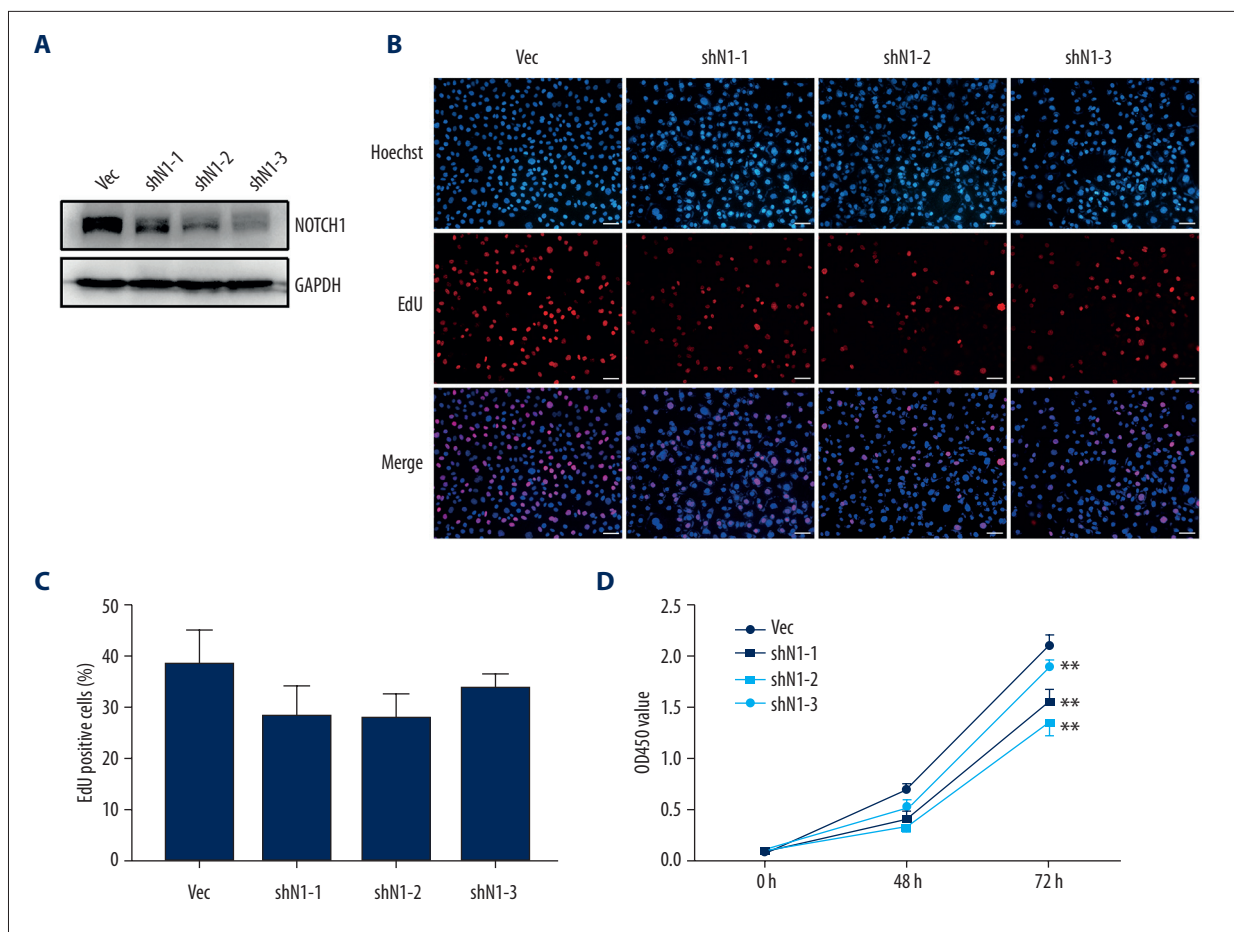 A
Vec shN1-1 shN1-2 shN1-3
NOTCH1
GAPDH
B
Vec shN1-1 shN1-2 shN1-3
Hoechst
EdU
Merge
C
EdU positive cells (%)
50
40
30
20
10
0
Vec shN1-1 shN1-2 shN1-3
D
OD450 value
2.5
2.0
1.5
1.0
0.5
0.0
Vec
shN1-1
shN1-2
shN1-3
**
**
**
0 h 48 h 72 h